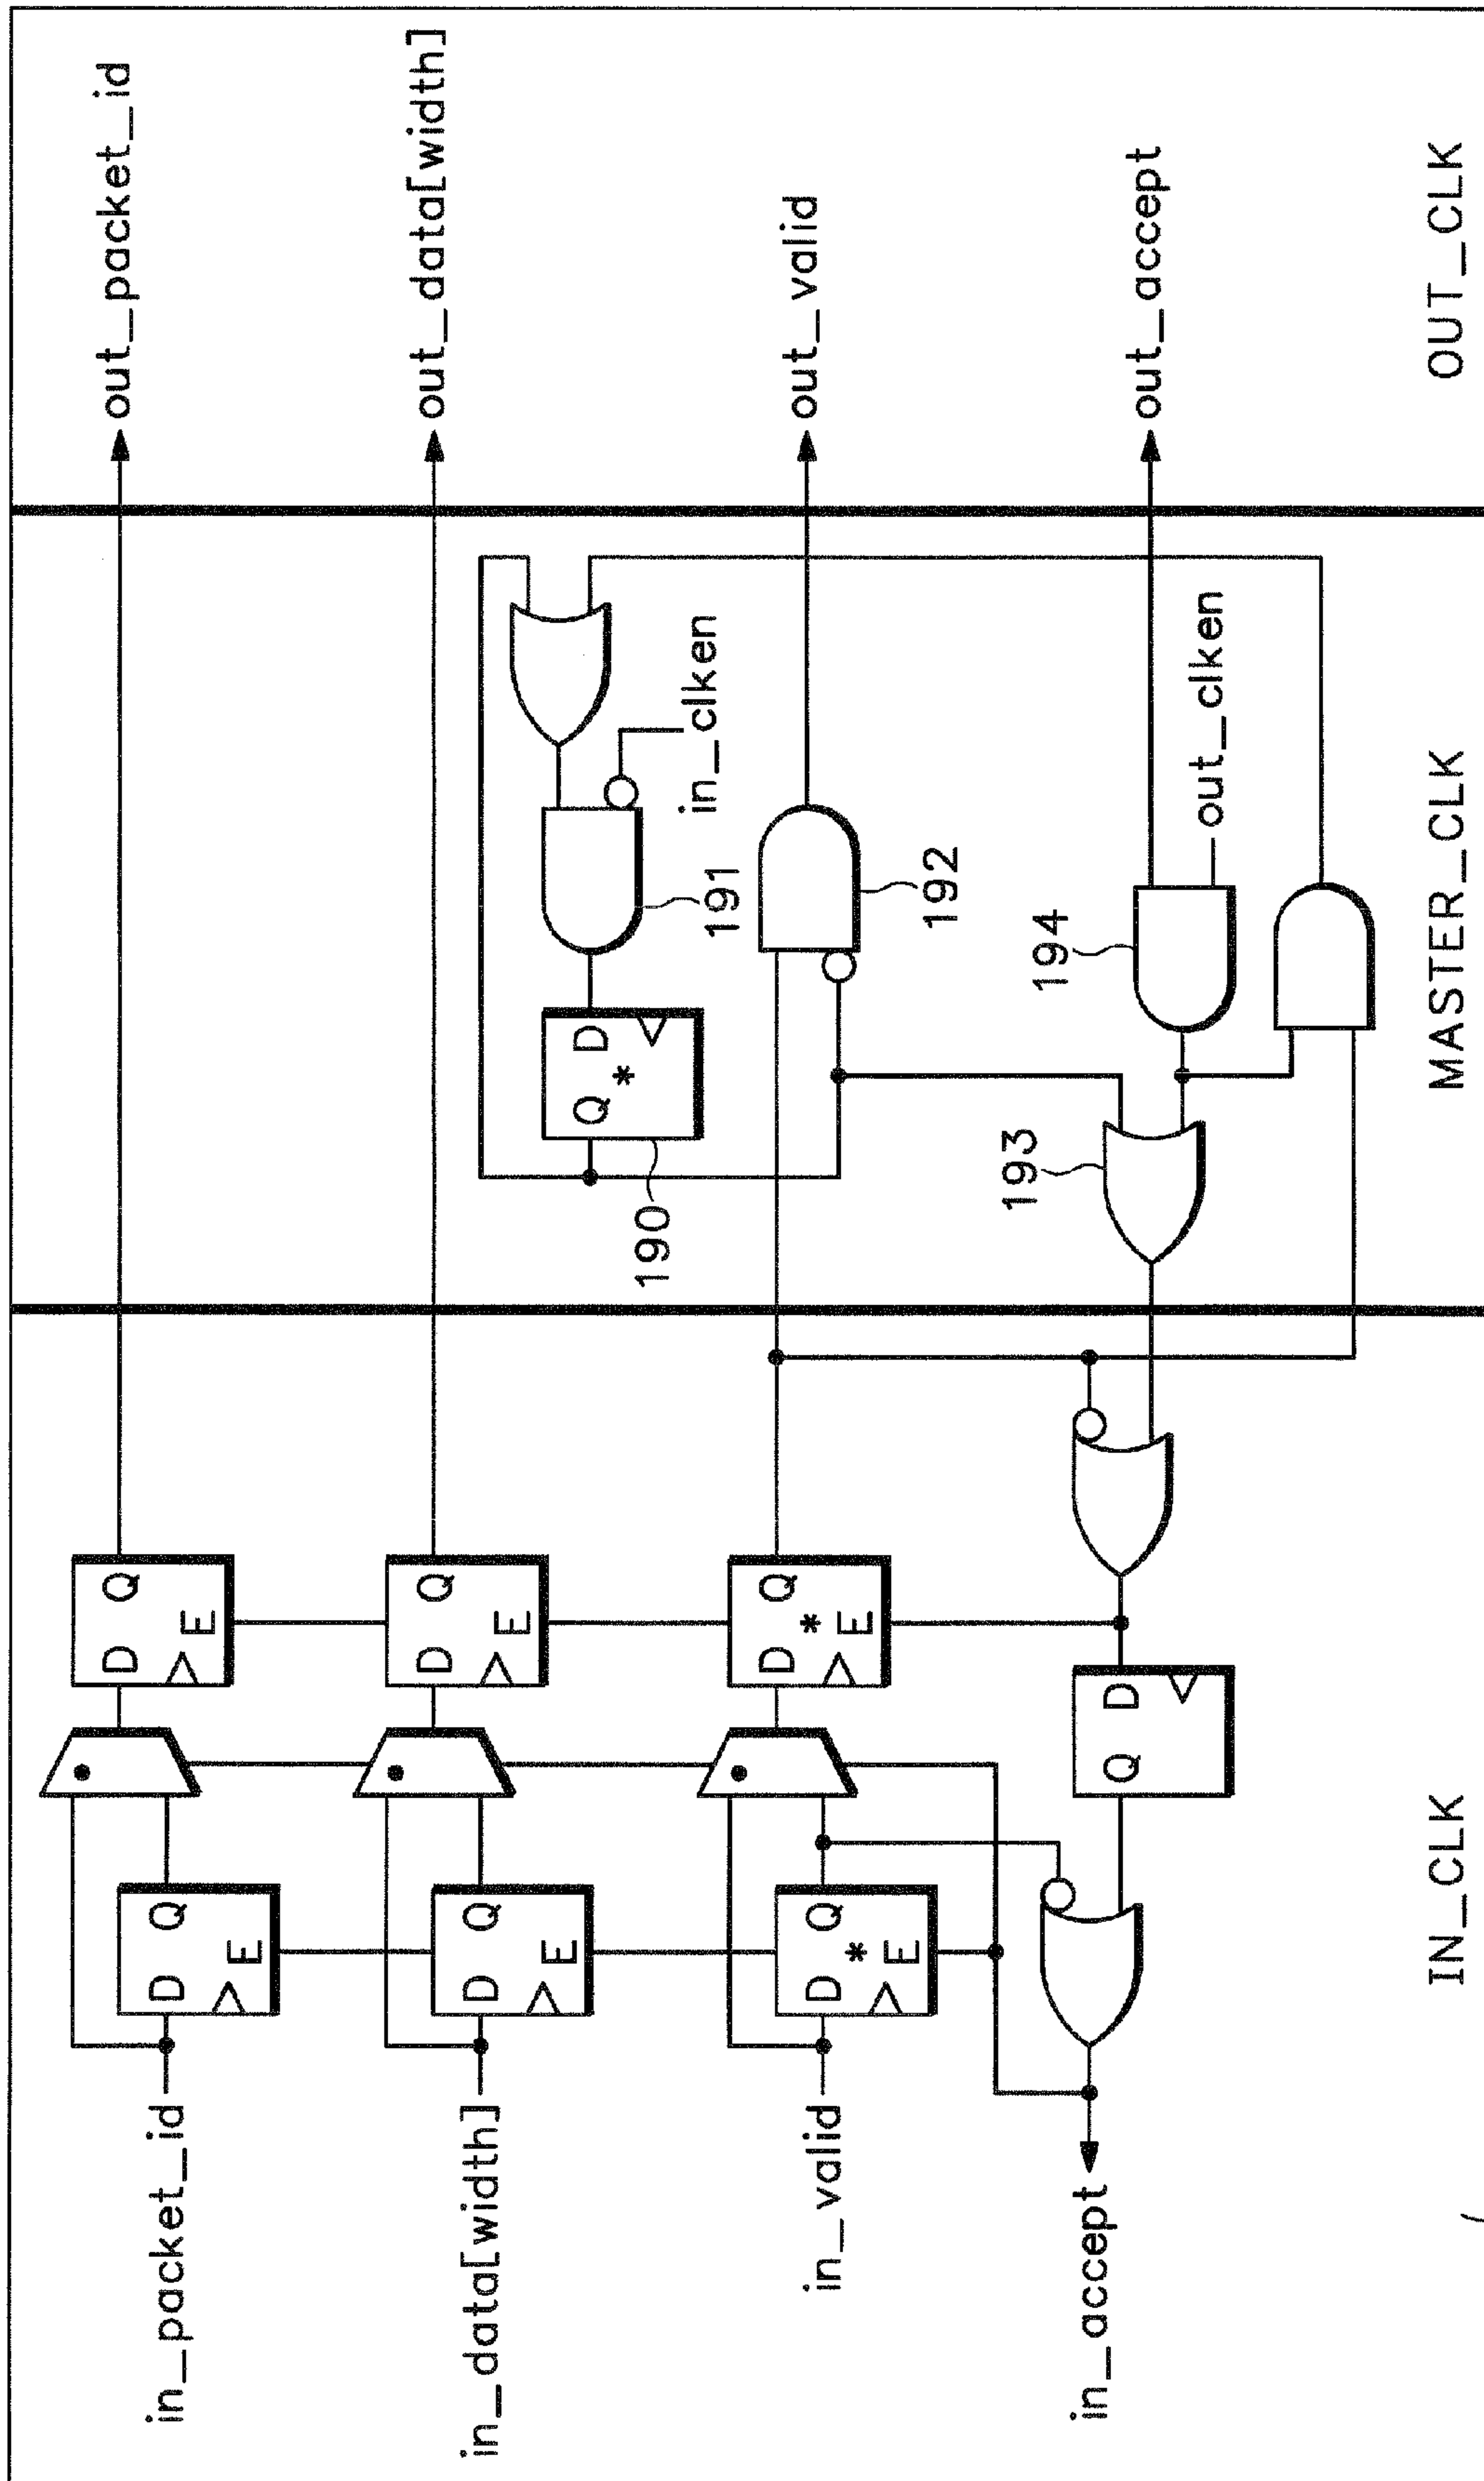 in_packet_id
D Q
E
D Q
E
out_packet_id
in_data[width]
D Q
E
D Q
E
out_data[width]
in_valid
D Q
*
E
D Q
*
E
out_valid
in_accept
Q D
190
Q D
*
191
in_clken
192
193
194
out_clken
out_accept
IN_CLK
MASTER_CLK
OUT_CLK